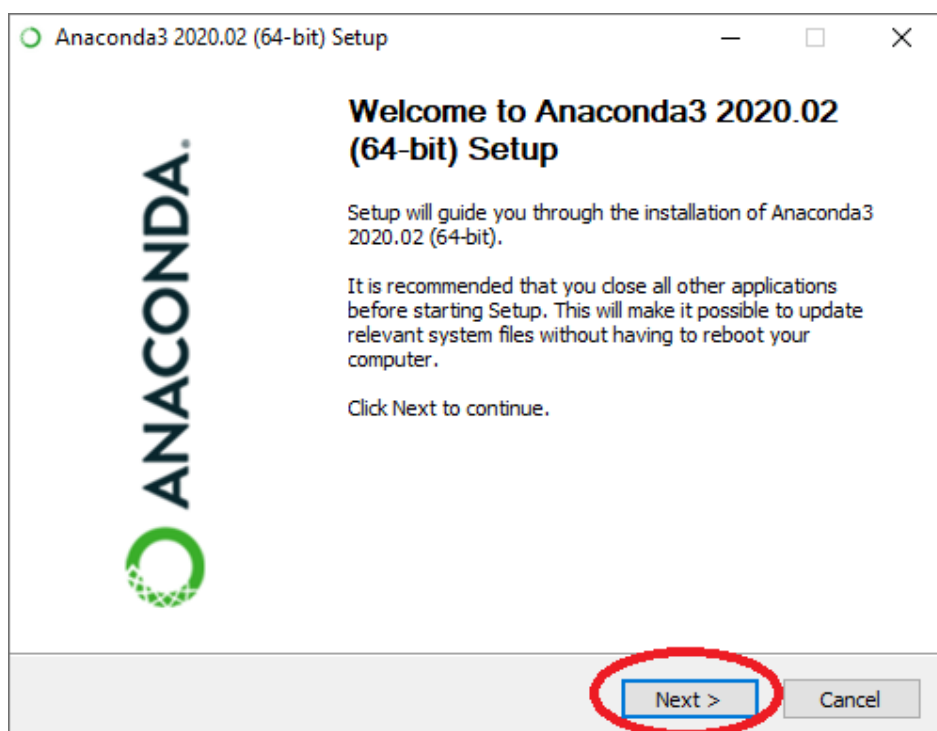 Anaconda3 2020.02 (64-bit) Setup
Welcome to Anaconda3 2020.02
(64-bit) Setup
Setup will guide you through the installation of Anaconda3
2020.02 (64-bit).
It is recommended that you close all other applications
before starting Setup. This will make it possible to update
relevant system files without having to reboot your
computer.
Click Next to continue.
ANACONDA.
Next >
Cancel